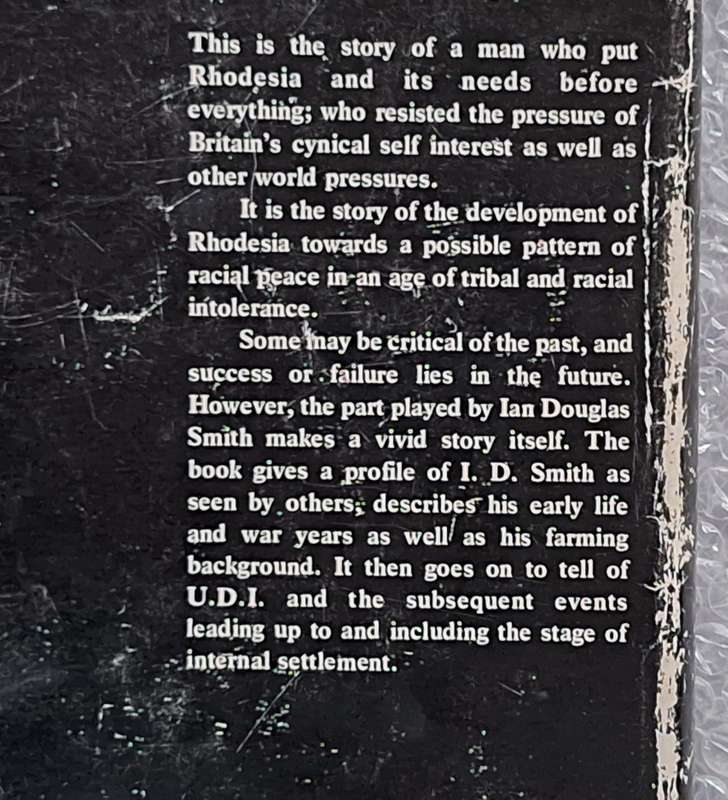 This is the story of a man who put
Rhodesia and its needs before
everything; who resisted the pressure of
Britain's cynical self interest as well as
other world pressures.
It is the story of the development of
Rhodesia towards a possible pattern of
racial peace in an age of tribal and racial
intolerance.
Some may be critical of the past, and
success or failure lies in the future.
However, the part played by Ian Douglas
Smith makes a vivid story itself. The
book gives a profile of I. D. Smith as
seen by others; describes his early life
and war years as well as his farming
background. It then goes on to tell of
U.D.I. and the subsequent events
leading up to and including the stage of
internal settlement.